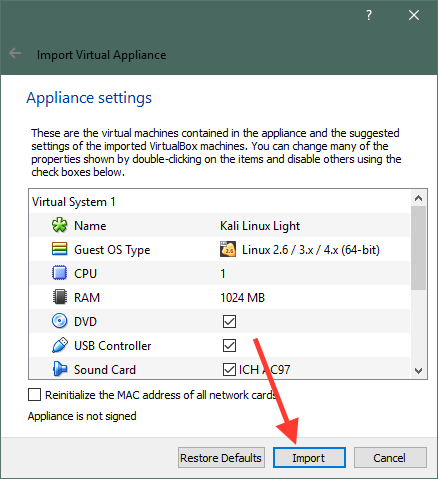 ?
Import Virtual Appliance
Appliance settings
These are the virtual machines contained in the appliance and the suggested
settings of the imported VirtualBox machines. You can change many of the
properties shown by double-clicking on the items and disable others using the
check boxes below.
Virtual System 1
Name Kali Linux Light
Guest OS Type Linux 2.6 / 3.x / 4.x (64-bit)
CPU 1
RAM 1024 MB
DVD
USB Controller
Sound Card ICH AC97
Reinitialize the MAC address of all network cards
Appliance is not signed
Restore Defaults Import Cancel